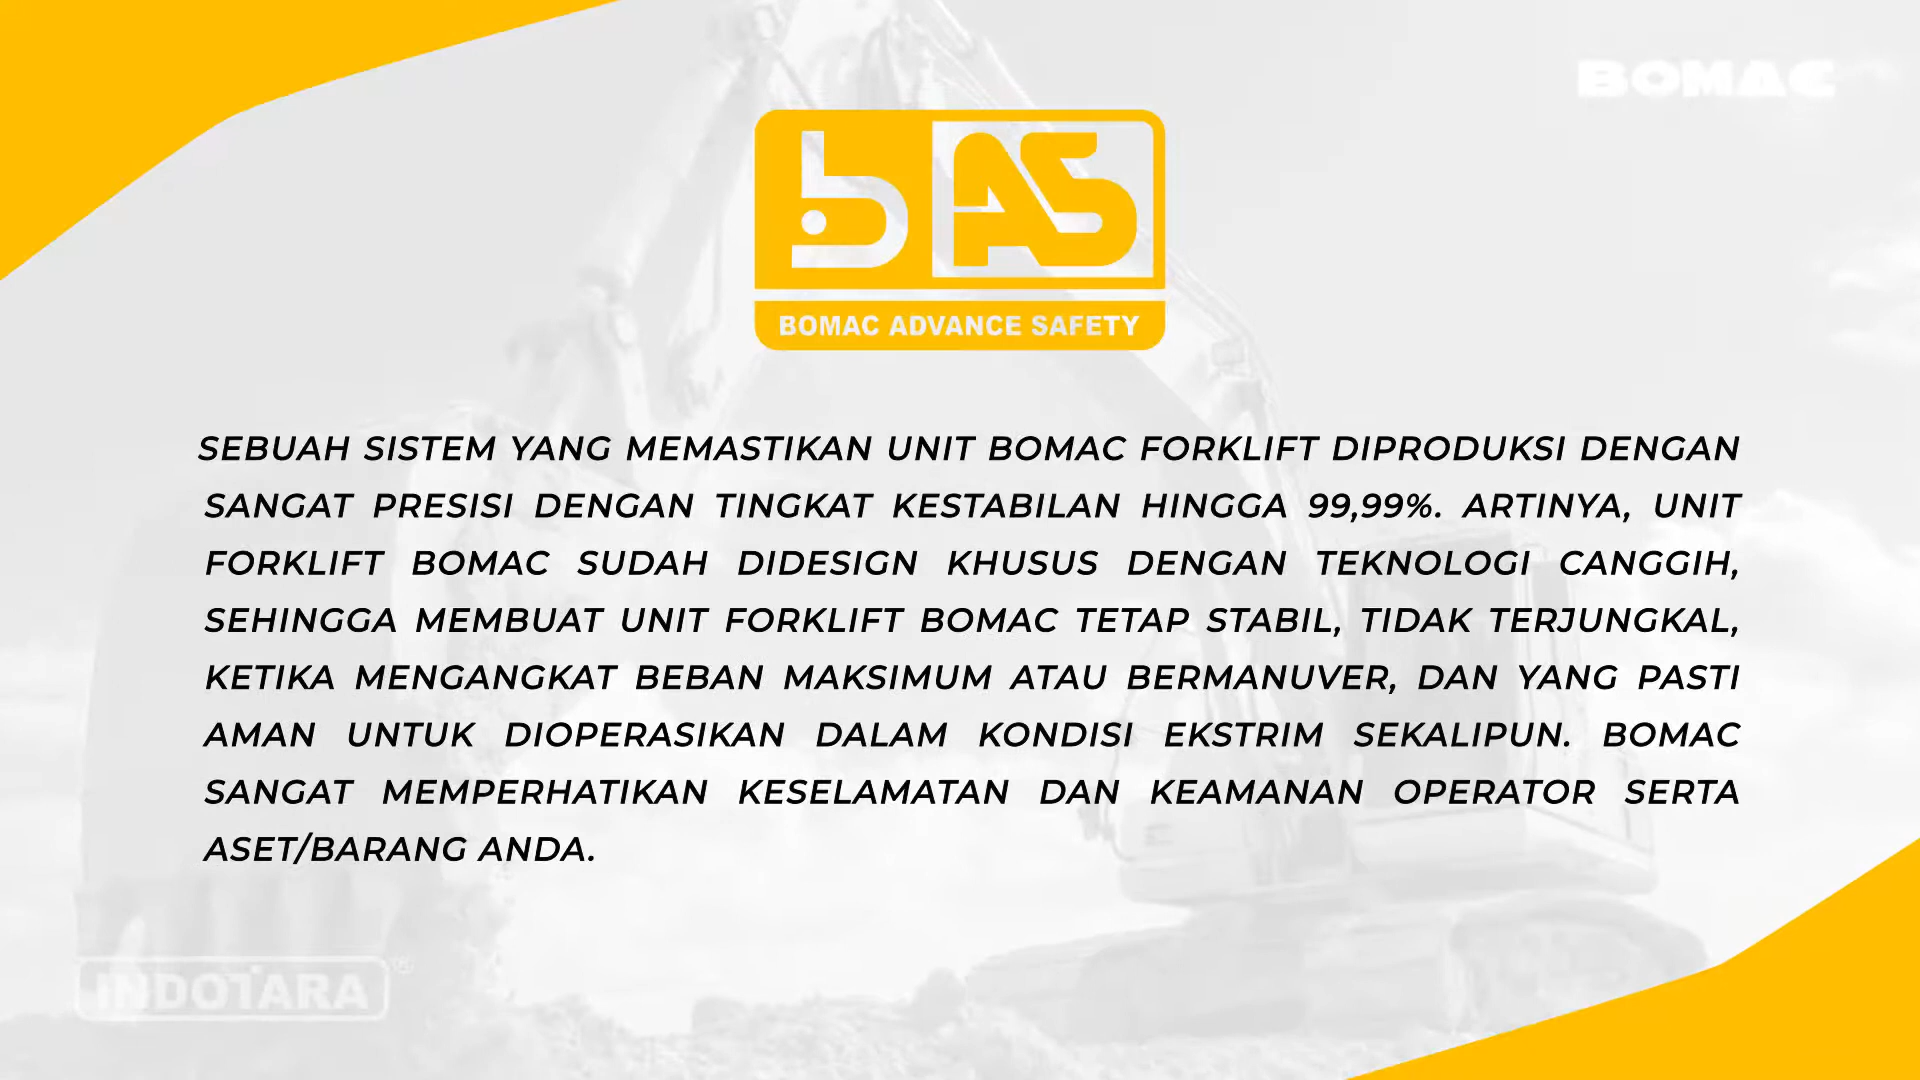 BOMAC
b AS
BOMAC ADVANCE SAFETY
SEBUAH SISTEM YANG MEMASTIKAN UNIT BOMAC FORKLIFT DIPRODUKSI DENGAN
SANGAT PRESISI DENGAN TINGKAT KESTABILAN HINGGA 99,99%. ARTINYA, UNIT
FORKLIFT BOMAC SUDAH DIDESIGN KHUSUS DENGAN TEKNOLOGI CANGGIH,
SEHINGGA MEMBUAT UNIT FORKLIFT BOMAC TETAP STABIL, TIDAK TERJUNGKAL,
KETIKA MENGANGKAT BEBAN MAKSIMUM ATAU BERMANUVER, DAN YANG PASTI
AMAN UNTUK DIOPERASIKAN DALAM KONDISI EKSTRIM SEKALIPUN. BOMAC
SANGAT MEMPERHATIKAN KESELAMATAN DAN KEAMANAN OPERATOR SERTA
ASET/BARANG ANDA.
INDOTARA®